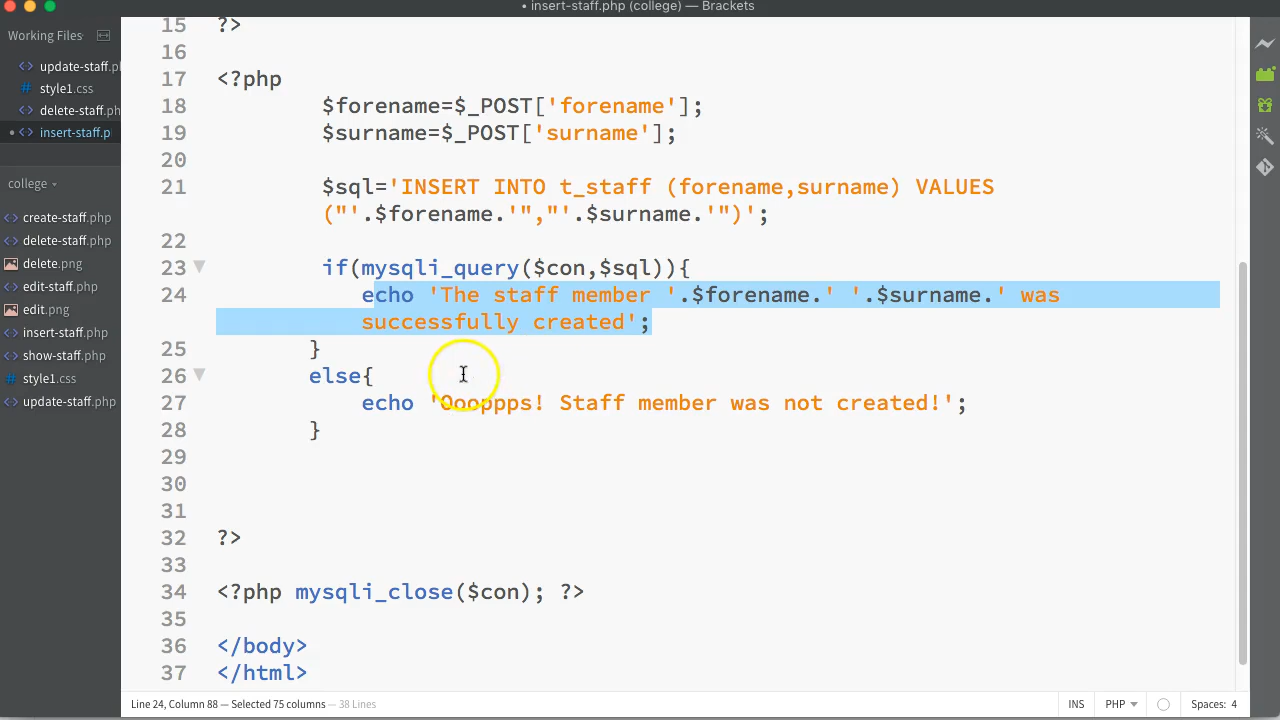 • insert-staff.php (college) — Brackets
Working Files
update-staff.ph
style1.css
delete-staff.ph
• insert-staff.p
college
create-staff.php
delete-staff.php
delete.png
edit-staff.php
edit.png
insert-staff.php
show-staff.php
style1.css
update-staff.php
15 ?>
16
17 <?php
18 $forename=$_POST['forename'];
19 $surname=$_POST['surname'];
20
21 $sql='INSERT INTO t_staff (forename,surname) VALUES
("'.$forename.'","'.$surname.'")';
22
23 if(mysqli_query($con,$sql)){
24 echo 'The staff member '.$forename.' '.$surname.' was
successfully created';
25 }
26 else{
27 echo 'Oooppps! Staff member was not created!';
28 }
29
30
31
32 ?>
33
34 <?php mysqli_close($con); ?>
35
36 </body>
37 </html>
Line 24, Column 88 — Selected 75 columns — 38 Lines
INS
PHP
Spaces: 4